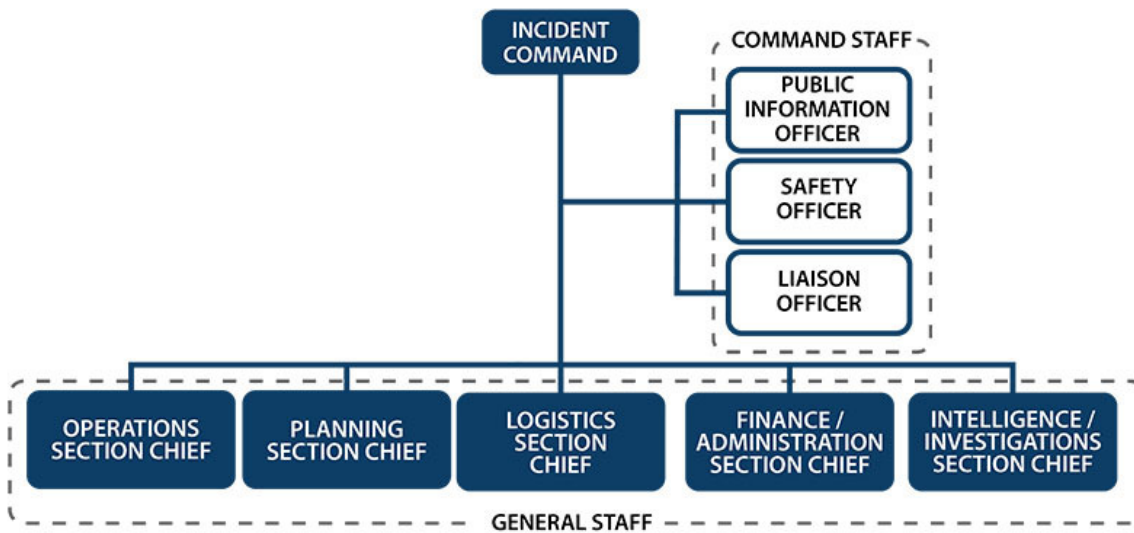 INCIDENT
COMMAND
COMMAND STAFF
PUBLIC
INFORMATION
OFFICER
SAFETY
OFFICER
LIAISON
OFFICER
OPERATIONS
SECTION CHIEF
PLANNING
SECTION CHIEF
LOGISTICS
SECTION
CHIEF
FINANCE /
ADMINISTRATION
SECTION CHIEF
INTELLIGENCE /
INVESTIGATIONS
SECTION CHIEF
GENERAL STAFF